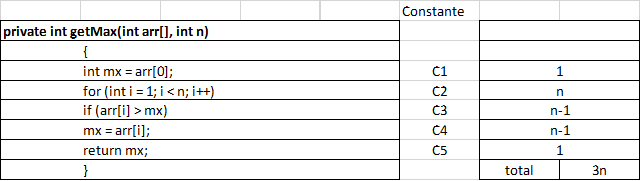 Constante
private int getMax(int arr[], int n)
{
int mx = arr[0]; C1 1
for (int i = 1; i < n; i++) C2 n
if (arr[i] > mx) C3 n-1
mx = arr[i]; C4 n-1
return mx; C5 1
} total 3n